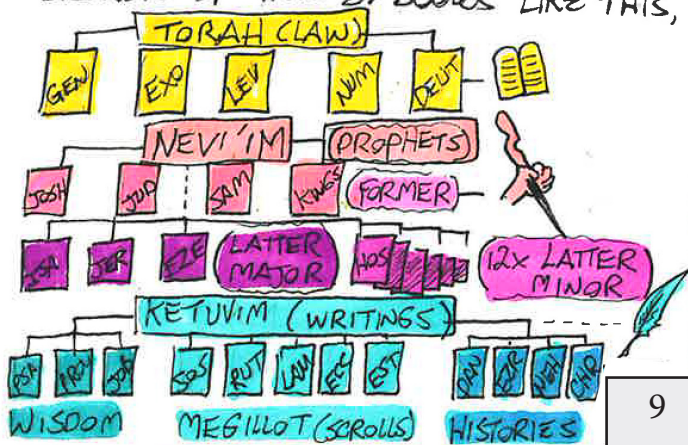 LIKE THIS,
TORAH (LAW)
GEN EXO LEV NUM DEUT
NEVI'IM PROPHETS
JOSH JUD SAM KINGS FORMER
ISA JER EZE LATTER MAJOR HOS 12x LATTER MINOR
KETUVIM (WRITINGS)
PSA PROV JOB SOS RUT LAM ECC EST DAN EZR NEH CHR
WISDOM MEGILLOT (SCROLLS) HISTORIES
9